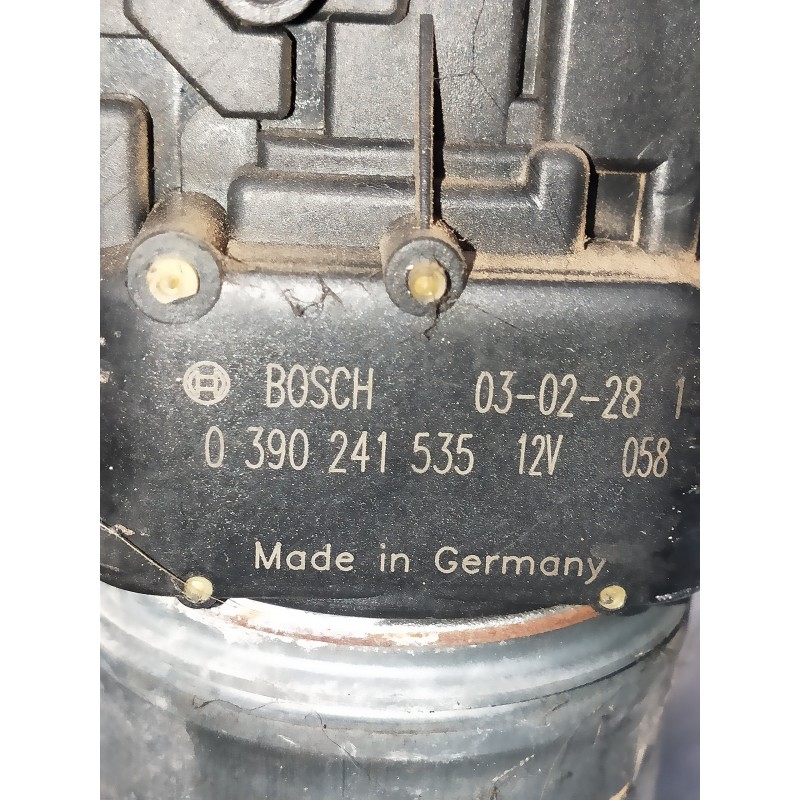 BOSCH 03-02-28 1
0 390 241 535 12V 058
Made in Germany